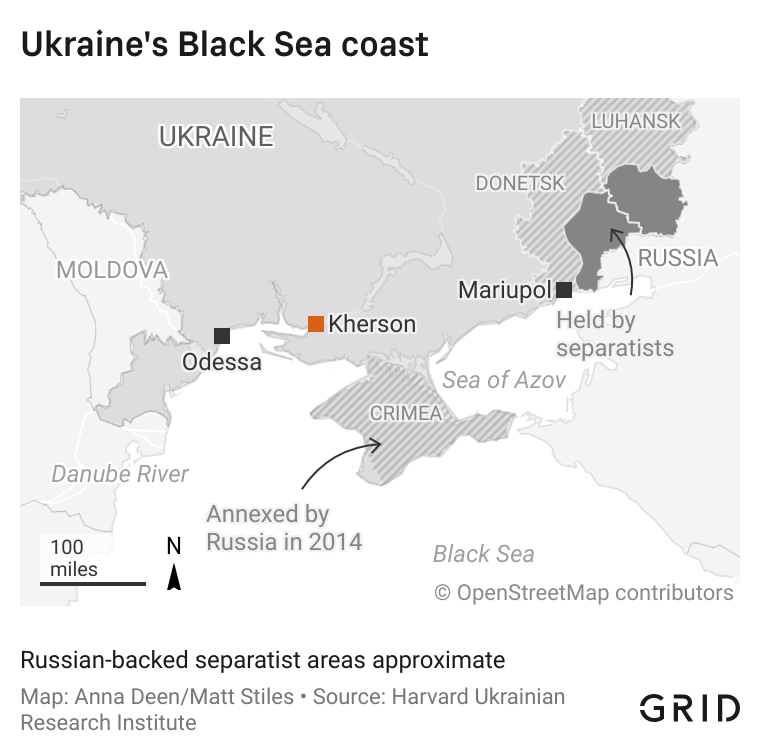 Ukraine's Black Sea coast
LUHANSK
UKRAINE
DONETSK
MOLDOVA
RUSSIA
Mariupol
Kherson
Held by
separatists
Odessa
Sea of Azov
CRIMEA
Danube River
Annexed by
Russia in 2014
100
miles
N
Black Sea
© OpenStreetMap contributors
Russian-backed separatist areas approximate
Map: Anna Deen/Matt Stiles • Source: Harvard Ukrainian
Research Institute
GRID